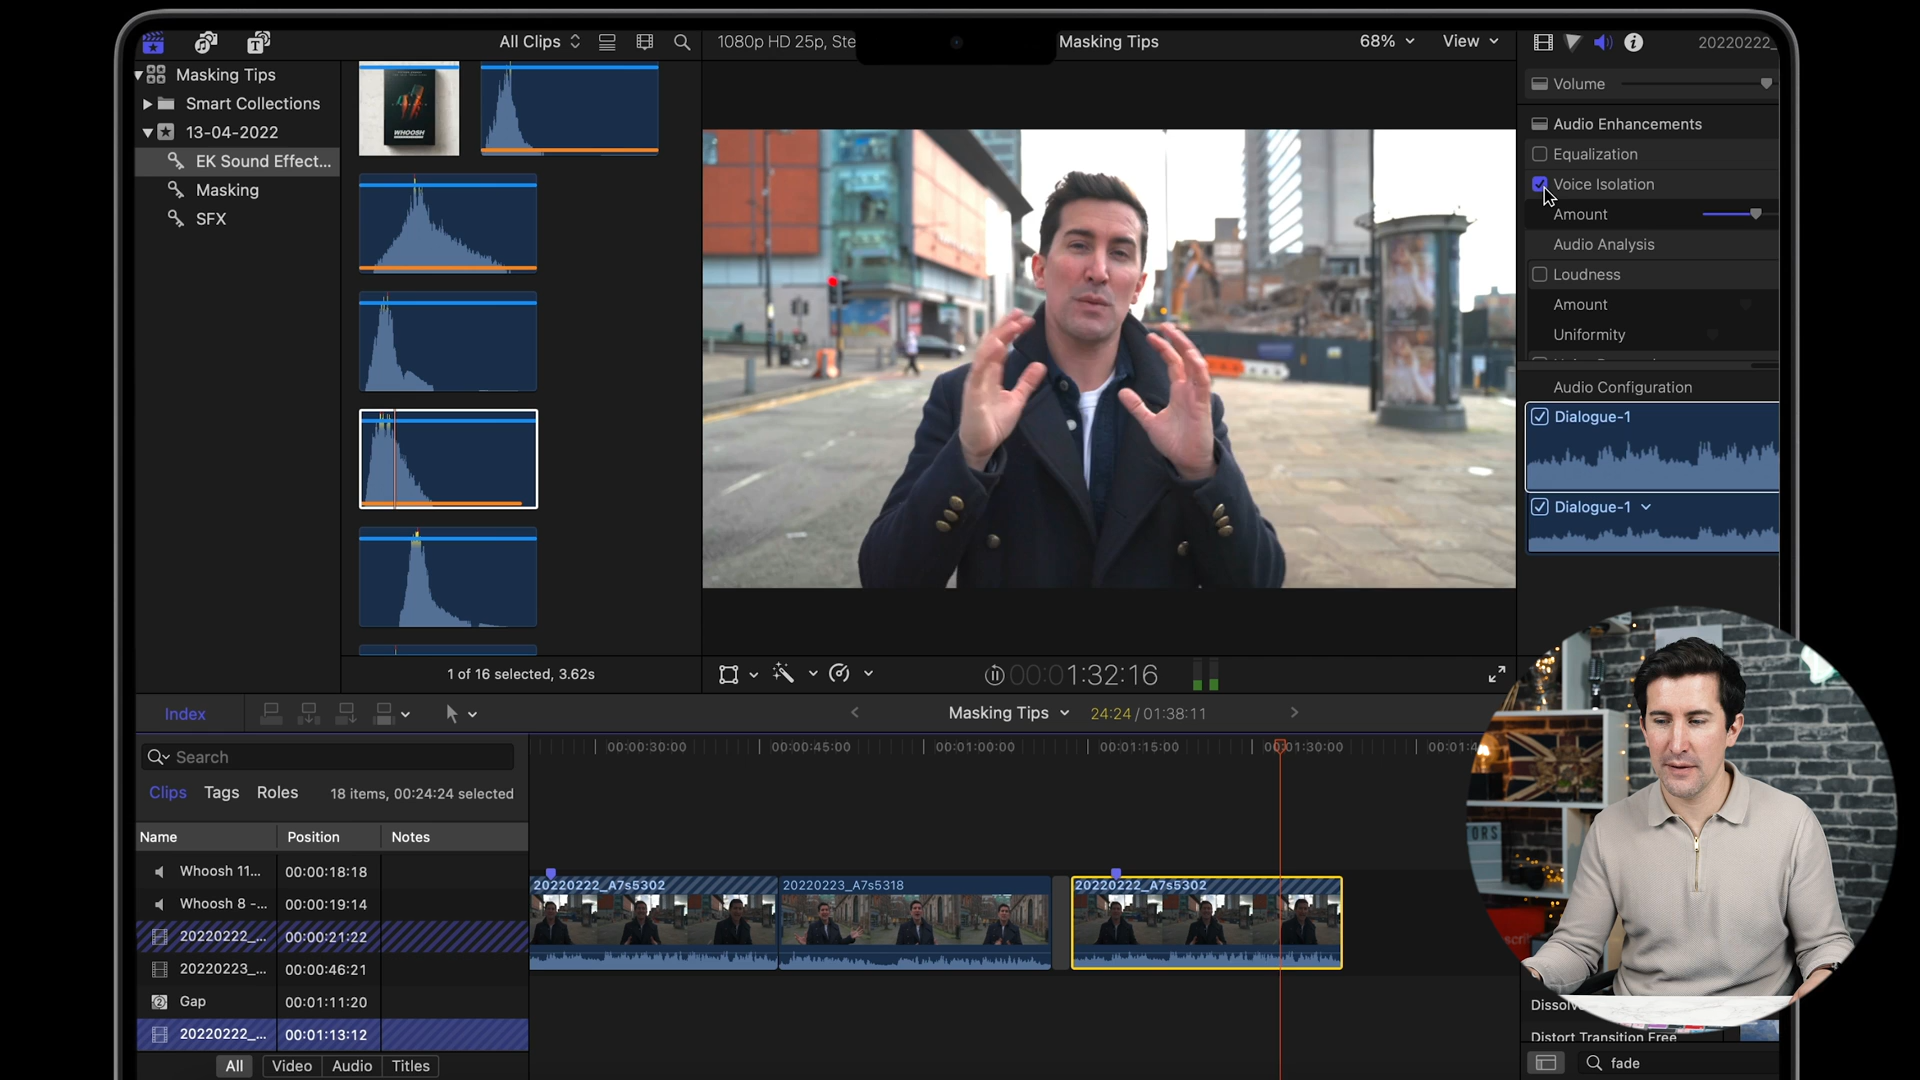 All Clips
1080p HD 25p, Ste
Masking Tips
68%
View
20220222_
Masking Tips
Smart Collections
13-04-2022
EK Sound Effect...
Masking
SFX
WHOOSH
1 of 16 selected, 3.62s
00:00:1:32:16
Volume
Audio Enhancements
Equalization
Voice Isolation
Amount
Audio Analysis
Loudness
Amount
Uniformity
Audio Configuration
Dialogue-1
Dialogue-1
Index
Masking Tips
24:24 / 01:38:11
Search
Clips
Tags
Roles
18 items, 00:24:24 selected
Name
Position
Notes
Whoosh 11...
00:00:18:18
Whoosh 8 -...
00:00:19:14
20220222_...
00:00:21:22
20220223_...
00:00:46:21
Gap
00:01:11:20
20220222_...
00:01:13:12
All
Video
Audio
Titles
00:00:30:00
00:00:45:00
00:01:00:00
00:01:15:00
00:01:30:00
00:01:4
20220222_A7s5302
20220223_A7s5318
20220222_A7s5302
ORS
Dissolv
Distort Transition Free
fade